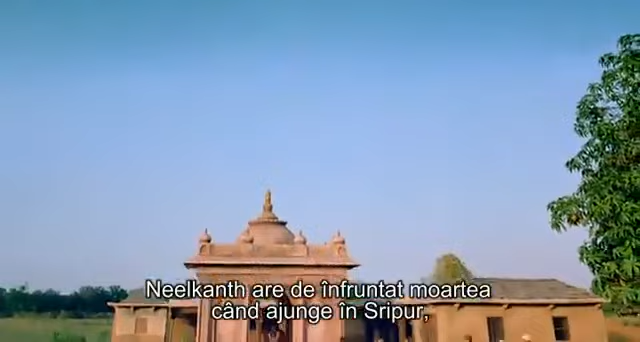 Neelkanth are de înfruntat moartea
când ajunge în Sripur,